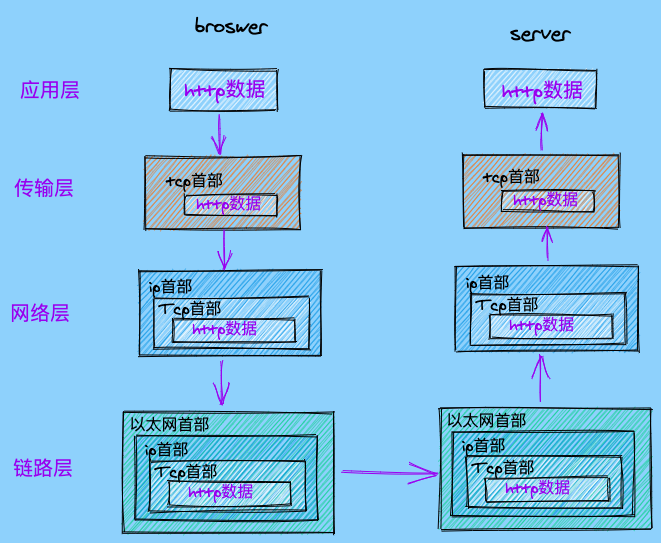 broswer
server
应用层
http数据
http数据
传输层
tcp首部
http数据
tcp首部
http数据
网络层
ip首部
Tcp首部
http数据
ip首部
Tcp首部
http数据
链路层
以太网首部
ip首部
Tcp首部
http数据
以太网首部
ip首部
Tcp首部
http数据